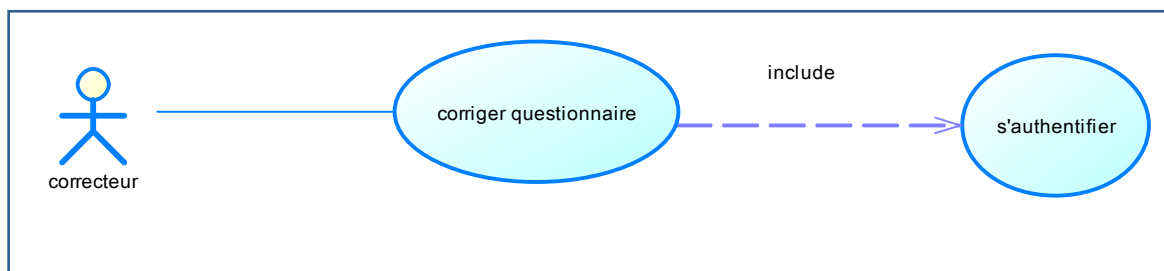 include
corriger questionnaire
s'authentifier
correcteur